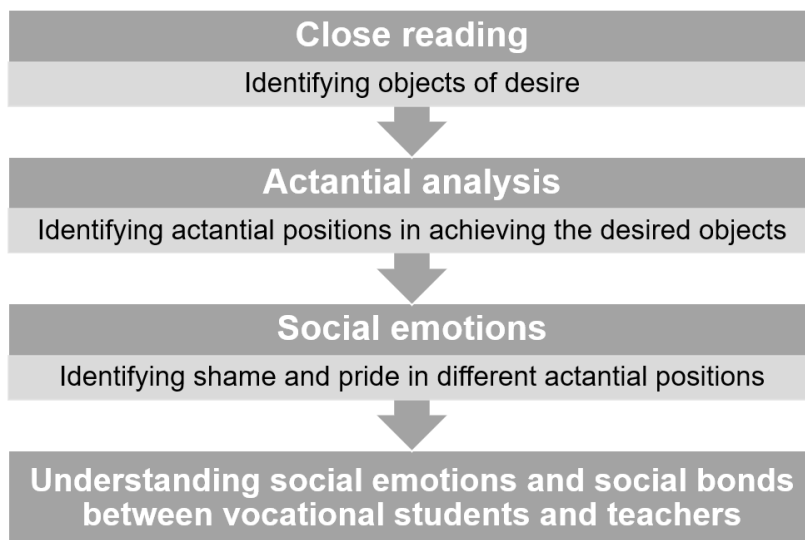 Close reading
Identifying objects of desire
Actantial analysis
Identifying actantial positions in achieving the desired objects
Social emotions
Identifying shame and pride in different actantial positions
Understanding social emotions and social bonds
between vocational students and teachers